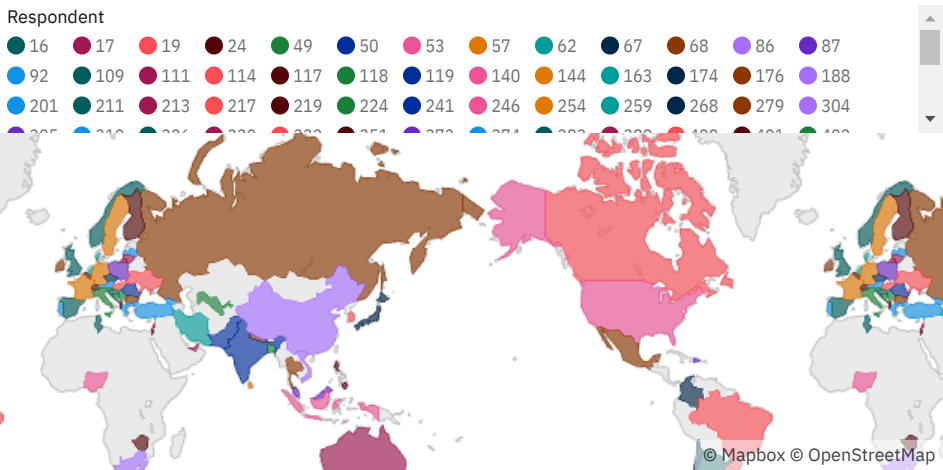 Respondent
16 17 19 24 49 50 53 57 62 67 68 86 87
92 109 111 114 117 118 119 140 144 163 174 176 188
201 211 213 217 219 224 241 246 254 259 268 279 304
© Mapbox © OpenStreetMap